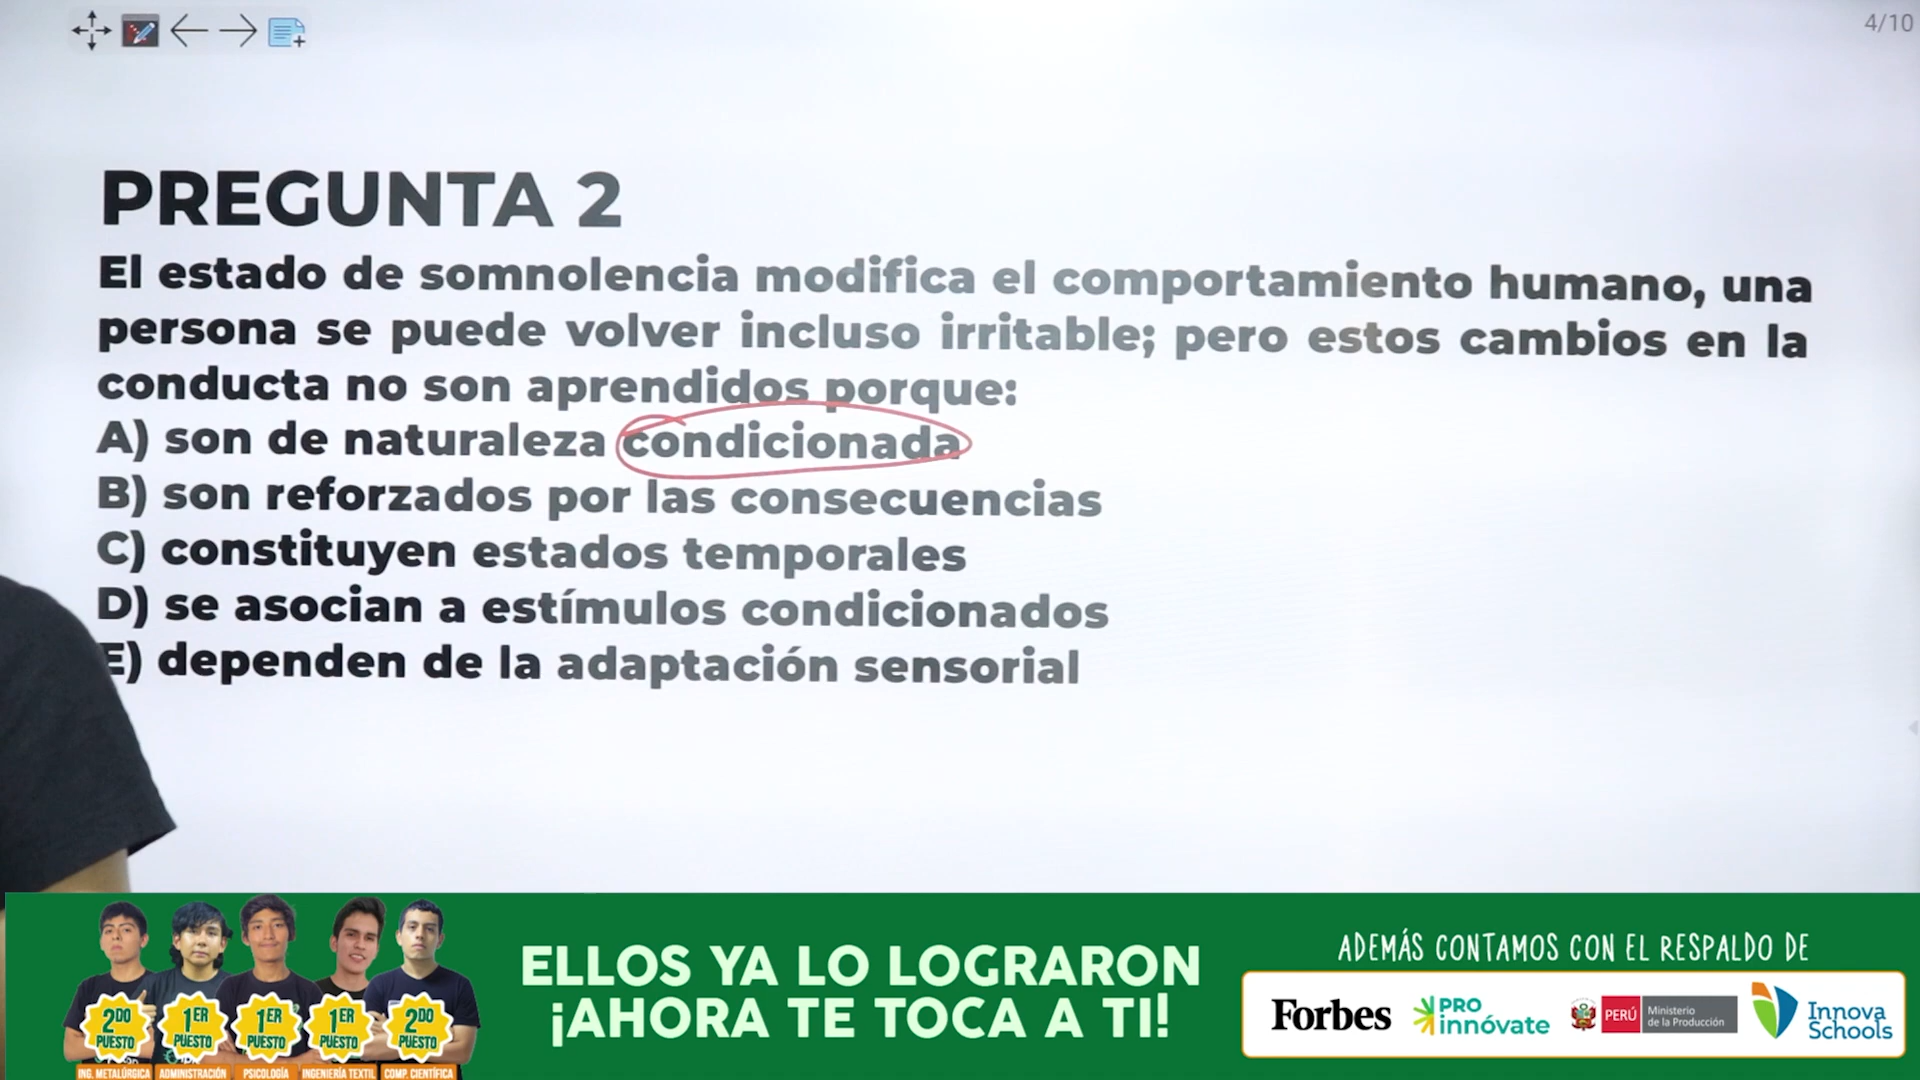 4/10
PREGUNTA 2
El estado de somnolencia modifica el comportamiento humano, una
persona se puede volver incluso irritable; pero estos cambios en la
conducta no son aprendidos porque:
A) son de naturaleza condicionada
B) son reforzados por las consecuencias
C) constituyen estados temporales
D) se asocian a estímulos condicionados
E) dependen de la adaptación sensorial
ELLOS YA LO LOGRARON
¡AHORA TE TOCA A TI!
2DO PUESTO
1ER PUESTO
1ER PUESTO
1ER PUESTO
2DO PUESTO
ING. METALÚRGICA
ADMINISTRACIÓN
PSICOLOGÍA
INGENIERÍA TEXTIL
COMP. CIENTÍFICA
ADEMÁS CONTAMOS CON EL RESPALDO DE
Forbes
PRO innóvate
PERÚ
Ministerio de la Producción
Innova Schools